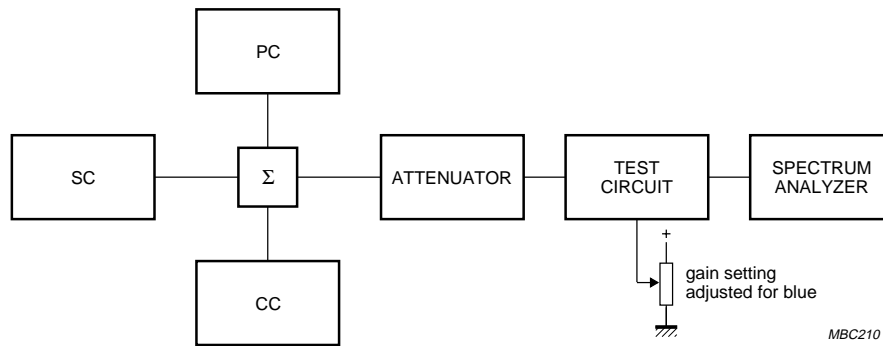 PC
SC
Σ
ATTENUATOR
TEST
CIRCUIT
SPECTRUM
ANALYZER
CC
+
gain setting
adjusted for blue
MBC210